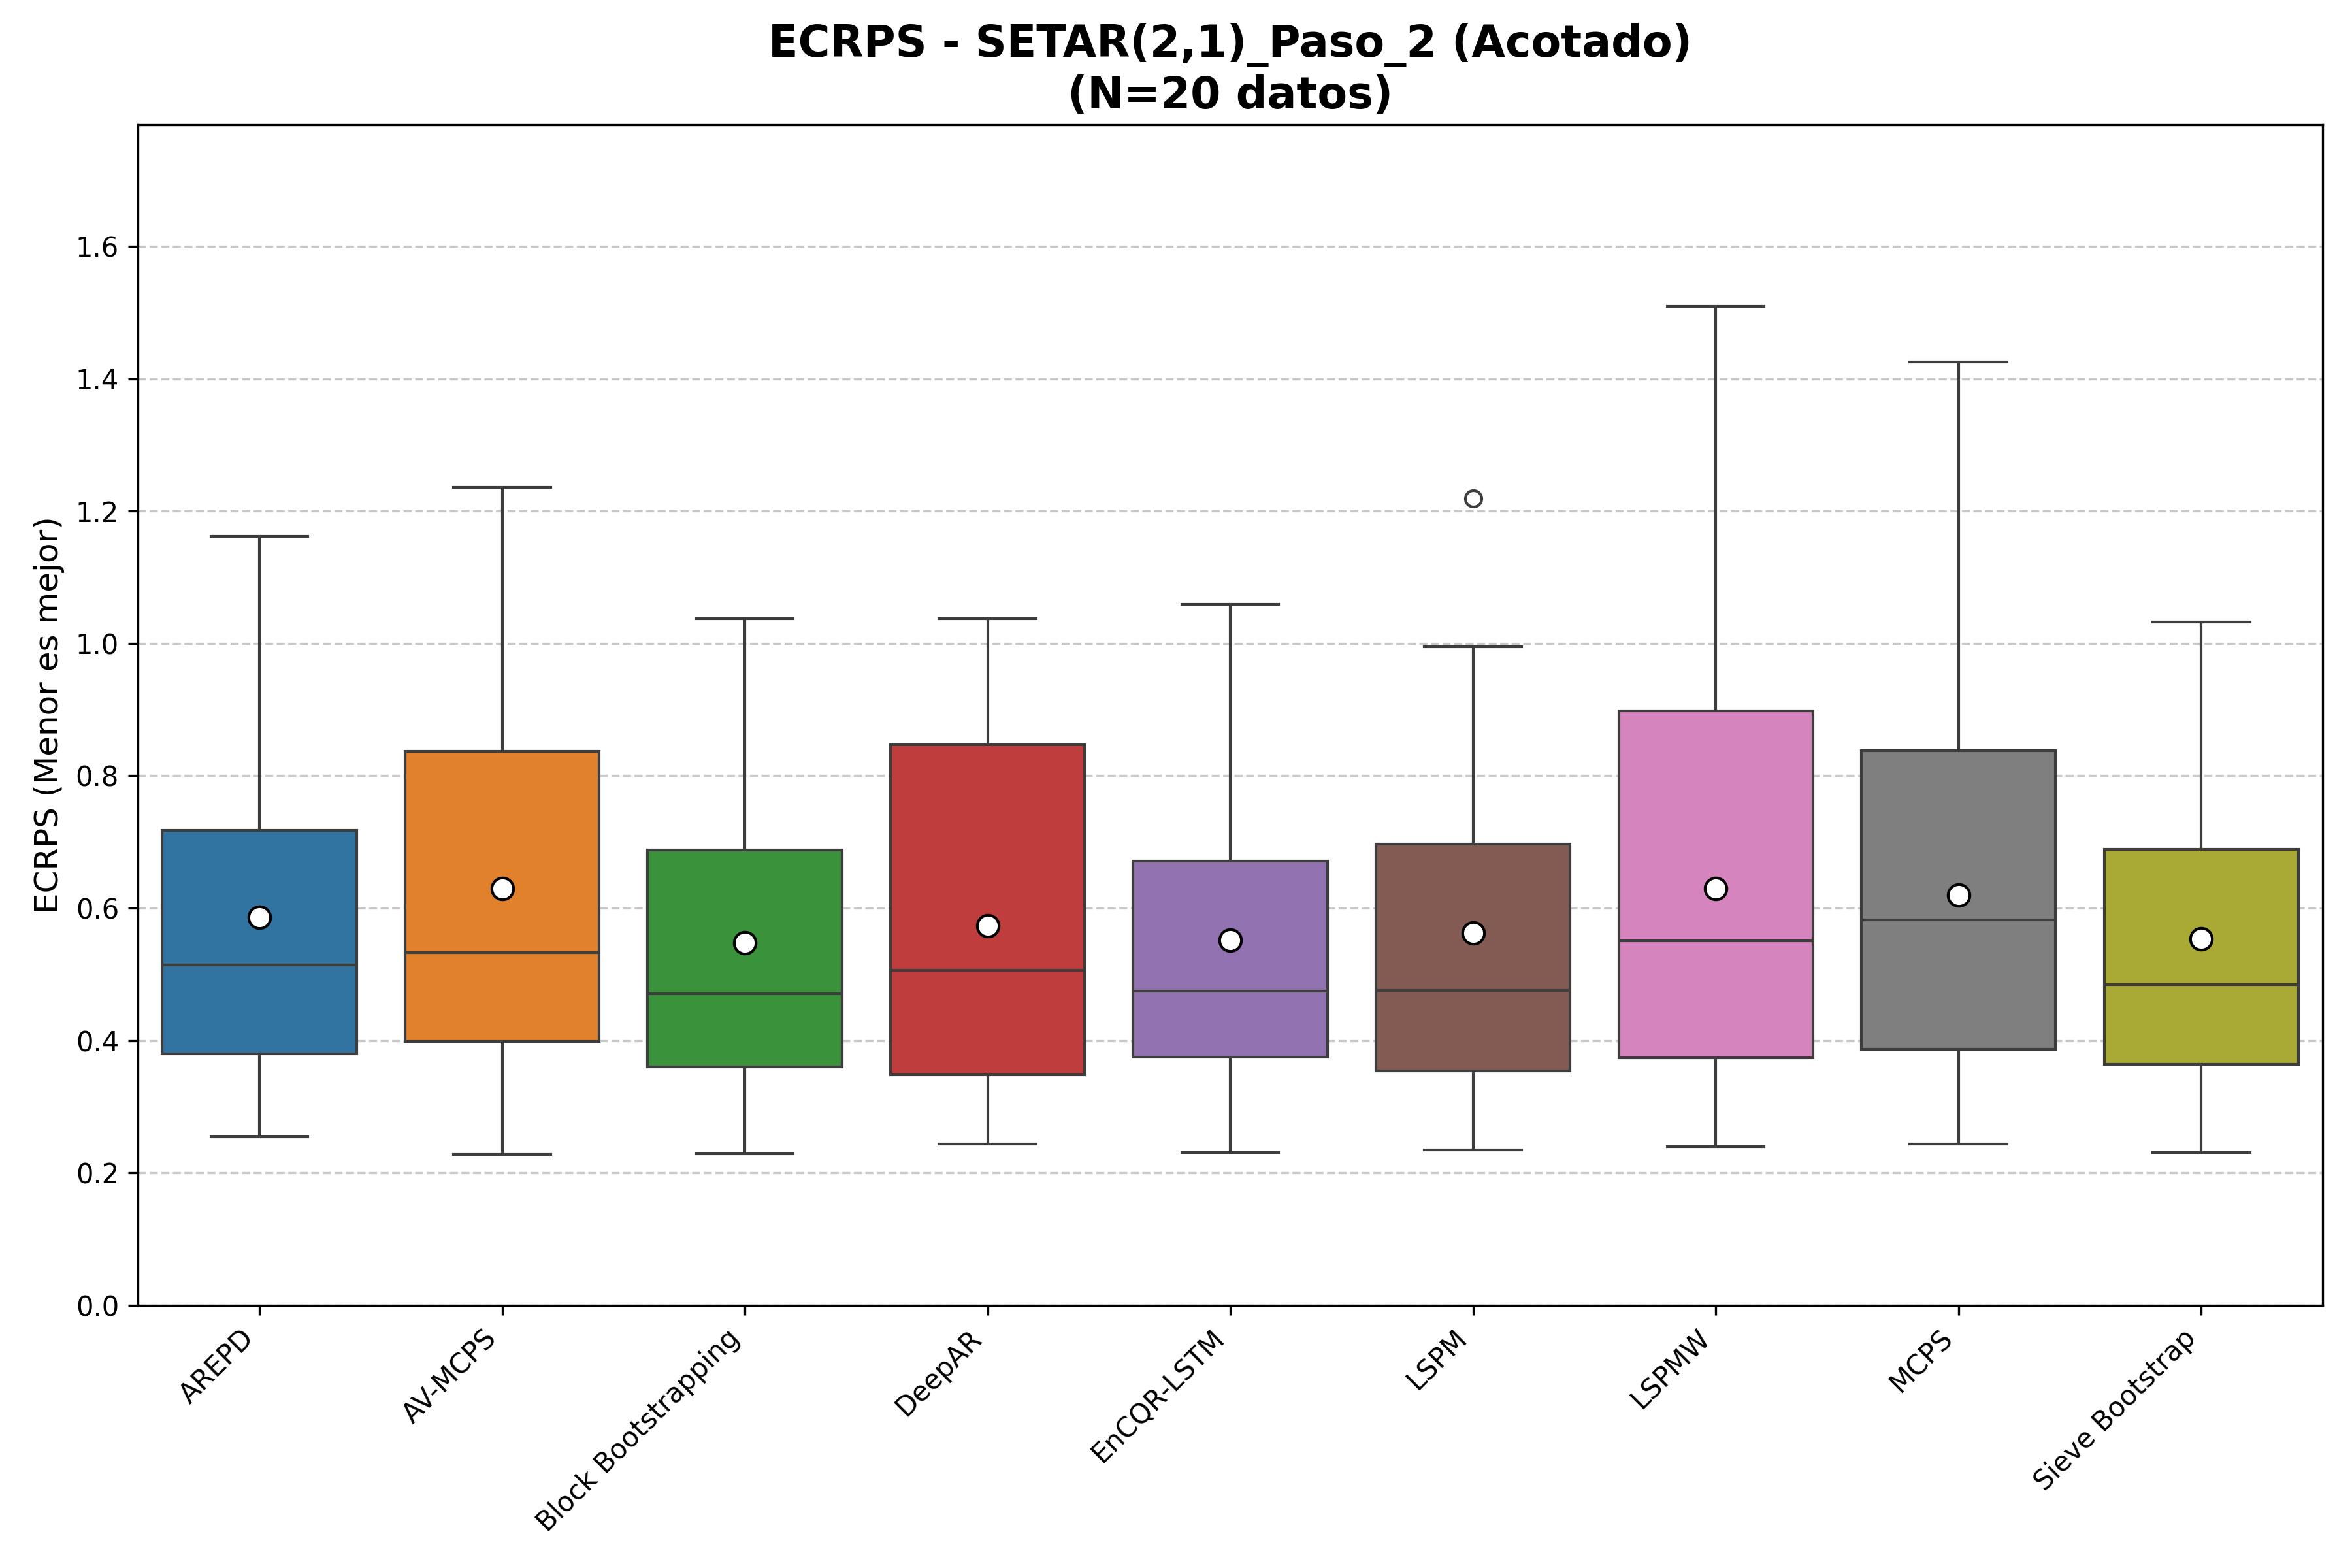 ECRPS - SETAR(2,1)_Paso_2 (Acotado)
(N=20 datos)
ECRPS (Menor es mejor)
1.6
1.4
1.2
1.0
0.8
0.6
0.4
0.2
0.0
AREPD
AV-MCPS
Block Bootstrapping
DeepAR
EnCQR-LSTM
LSPM
LSPMW
MCPS
Sieve Bootstrap